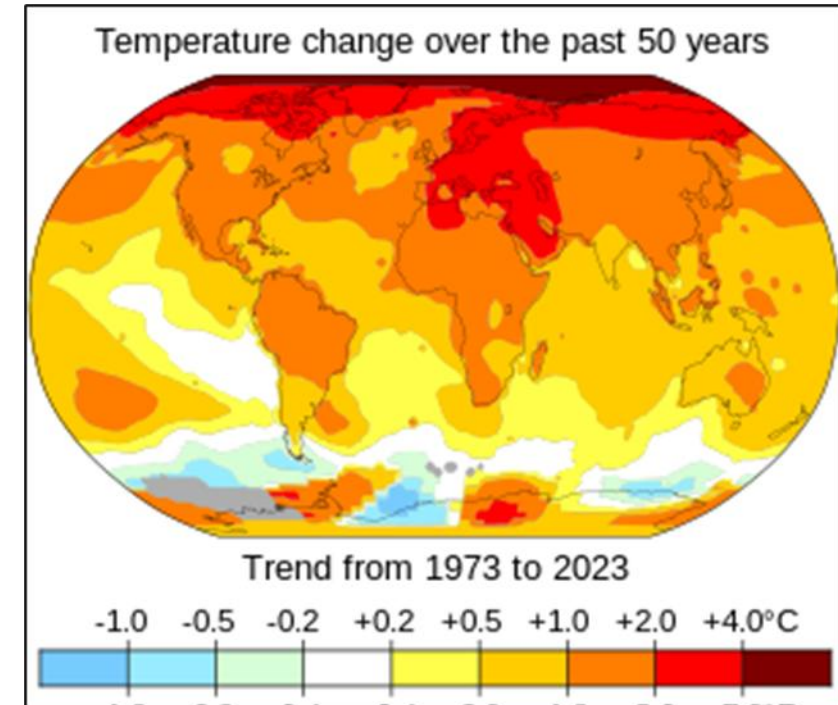 Temperature change over the past 50 years
Trend from 1973 to 2023
-1.0 -0.5 -0.2 +0.2 +0.5 +1.0 +2.0 +4.0°C